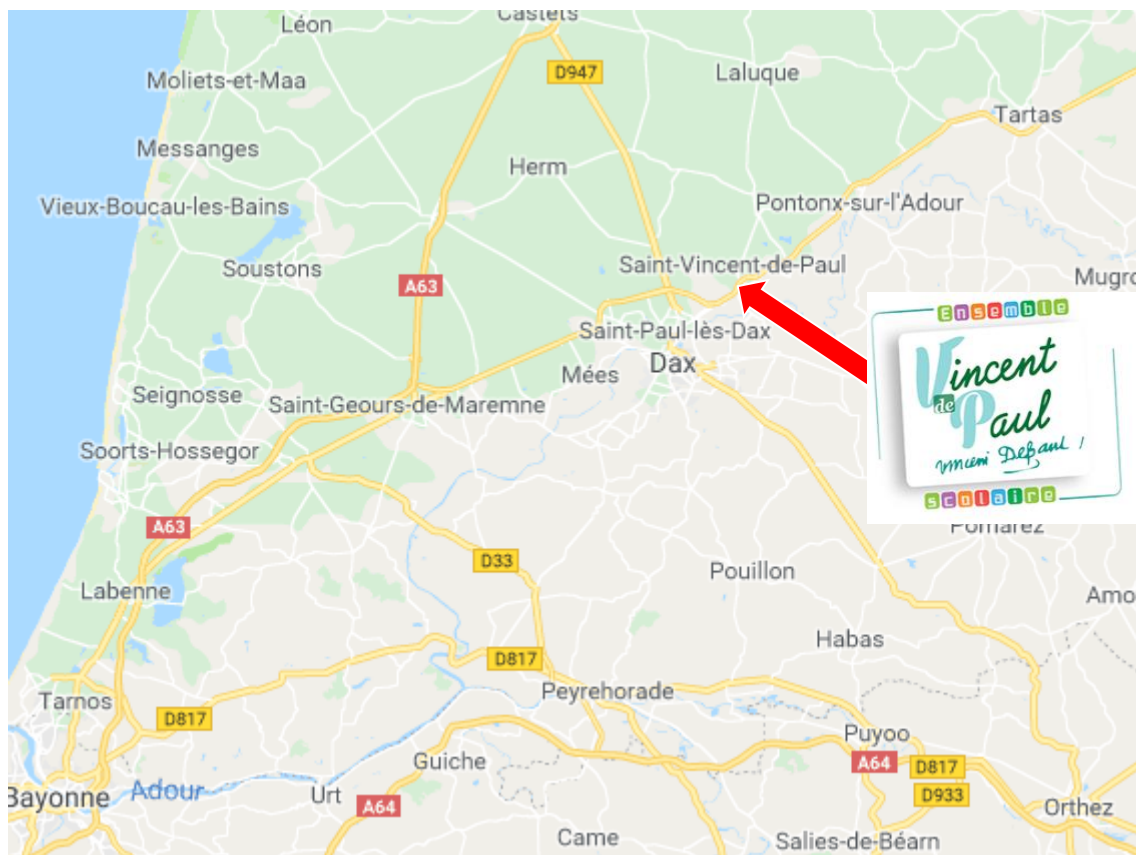 Castets
Léon
D947
Laluque
Moliets-et-Maa
Tartas
Messanges
Herm
Vieux-Boucau-les-Bains
Pontonx-sur-l'Adour
Soustons
Saint-Vincent-de-Paul
A63
Mugro
Ensemble
Saint-Paul-lès-Dax
Dax
Mées
Vincent
de
Paul
Vincent Depaul !
scolaire
Seignosse
Saint-Geours-de-Maremne
Soorts-Hossegor
A63
Pomarez
D33
Pouillon
Labenne
Amo
Habas
D817
Peyrehorade
Tarnos
D817
Puyoo
Guiche
A64
D817
D933
Bayonne
Adour
Urt
A64
Orthez
Came
Salies-de-Béarn